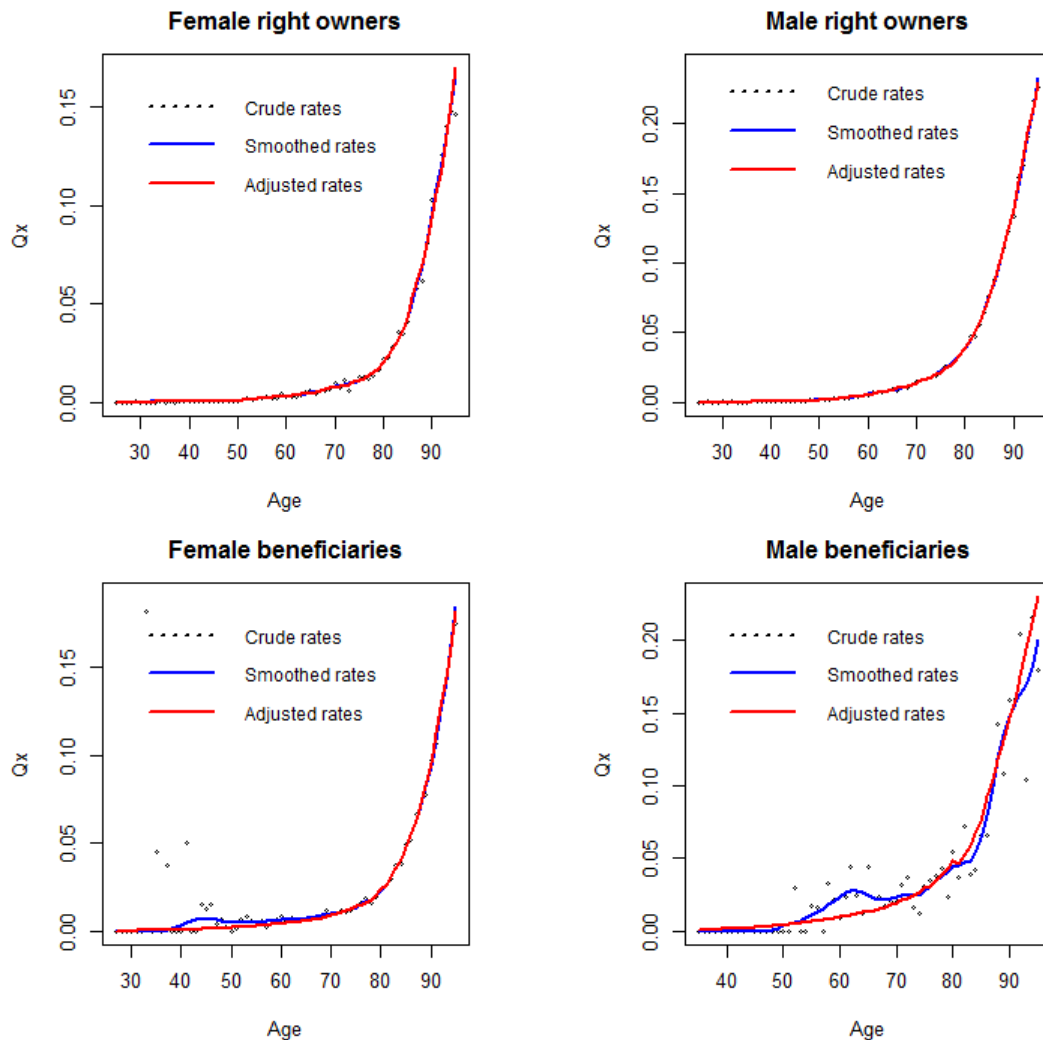 Female right owners
Crude rates
Smoothed rates
Adjusted rates
Qx
0.00 0.05 0.10 0.15
30 40 50 60 70 80 90
Age
Male right owners
Crude rates
Smoothed rates
Adjusted rates
Qx
0.00 0.05 0.10 0.15 0.20
30 40 50 60 70 80 90
Age
Female beneficiaries
Crude rates
Smoothed rates
Adjusted rates
Qx
0.00 0.05 0.10 0.15
30 40 50 60 70 80 90
Age
Male beneficiaries
Crude rates
Smoothed rates
Adjusted rates
Qx
0.00 0.05 0.10 0.15 0.20
40 50 60 70 80 90
Age